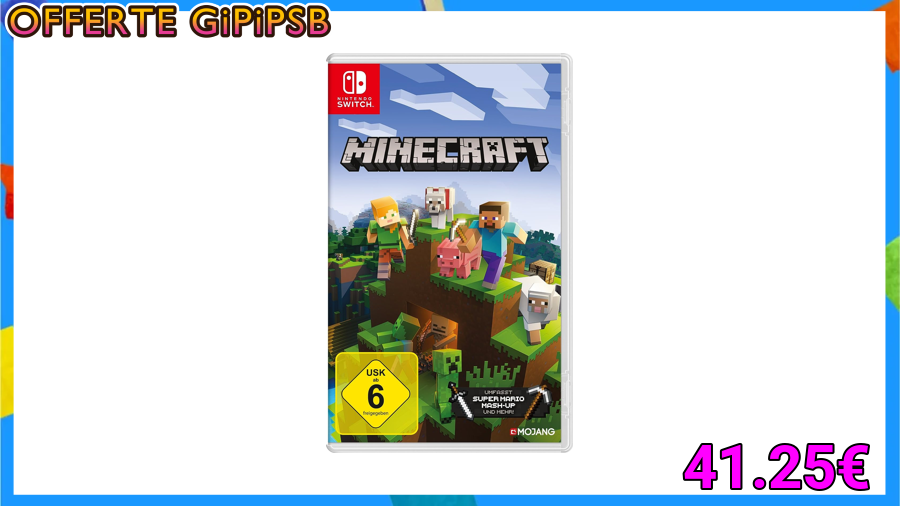 OFFERTE GiPiPSB
NINTENDO
SWITCH.
MINECRAFT
USK
ab
6
freigegeben
UMFASST
SUPER MARIO
MASH-UP
UND MEHR!
MOJANG
41.25€